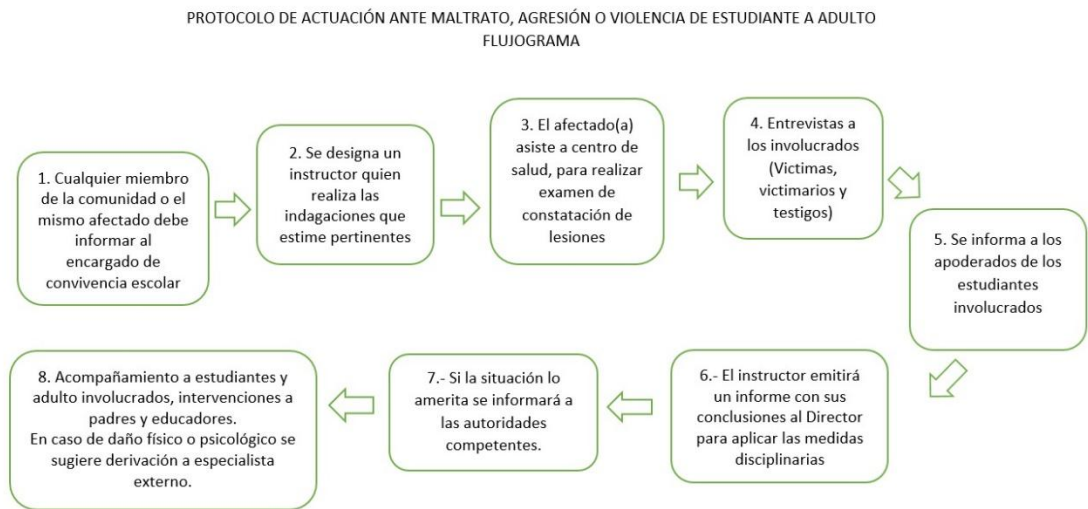 PROTOCOLO DE ACTUACIÓN ANTE MALTRATO, AGRESIÓN O VIOLENCIA DE ESTUDIANTE A ADULTO
FLUJOGRAMA
1. Cualquier miembro
de la comunidad o el
mismo afectado debe
informar al
encargado de
convivencia escolar
2. Se designa un
instructor quien
realiza las
indagaciones que
estime pertinentes
3. El afectado(a)
asiste a centro de
salud, para realizar
examen de
constatación de
lesiones
4. Entrevistas a
los involucrados
(Victimas,
victimarios y
testigos)
5. Se informa a los
apoderados de los
estudiantes
involucrados
6.- El instructor emitirá
un informe con sus
conclusiones al Director
para aplicar las medidas
disciplinarias
7.- Si la situación lo
amerita se informará a
las autoridades
competentes.
8. Acompañamiento a estudiantes y
adulto involucrados, intervenciones a
padres y educadores.
En caso de daño físico o psicológico se
sugiere derivación a especialista
externo.